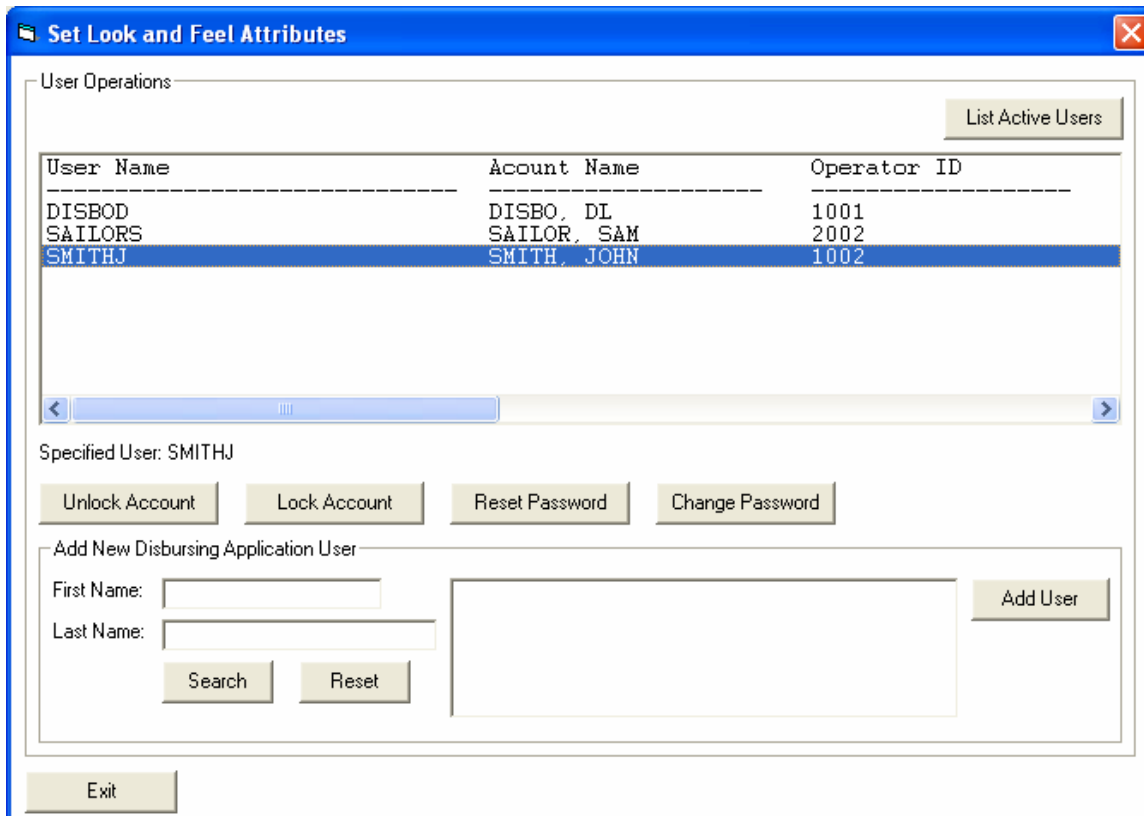 Set Look and Feel Attributes
User Operations
List Active Users
User Name Acount Name Operator ID
------------------------------ -------------------- -------------------
DISBOD DISBO, DL 1001
SAILORS SAILOR, SAM 2002
SMITHJ SMITH, JOHN 1002
Specified User: SMITHJ
Unlock Account Lock Account Reset Password Change Password
Add New Disbursing Application User
First Name:
Add User
Last Name:
Search Reset
Exit